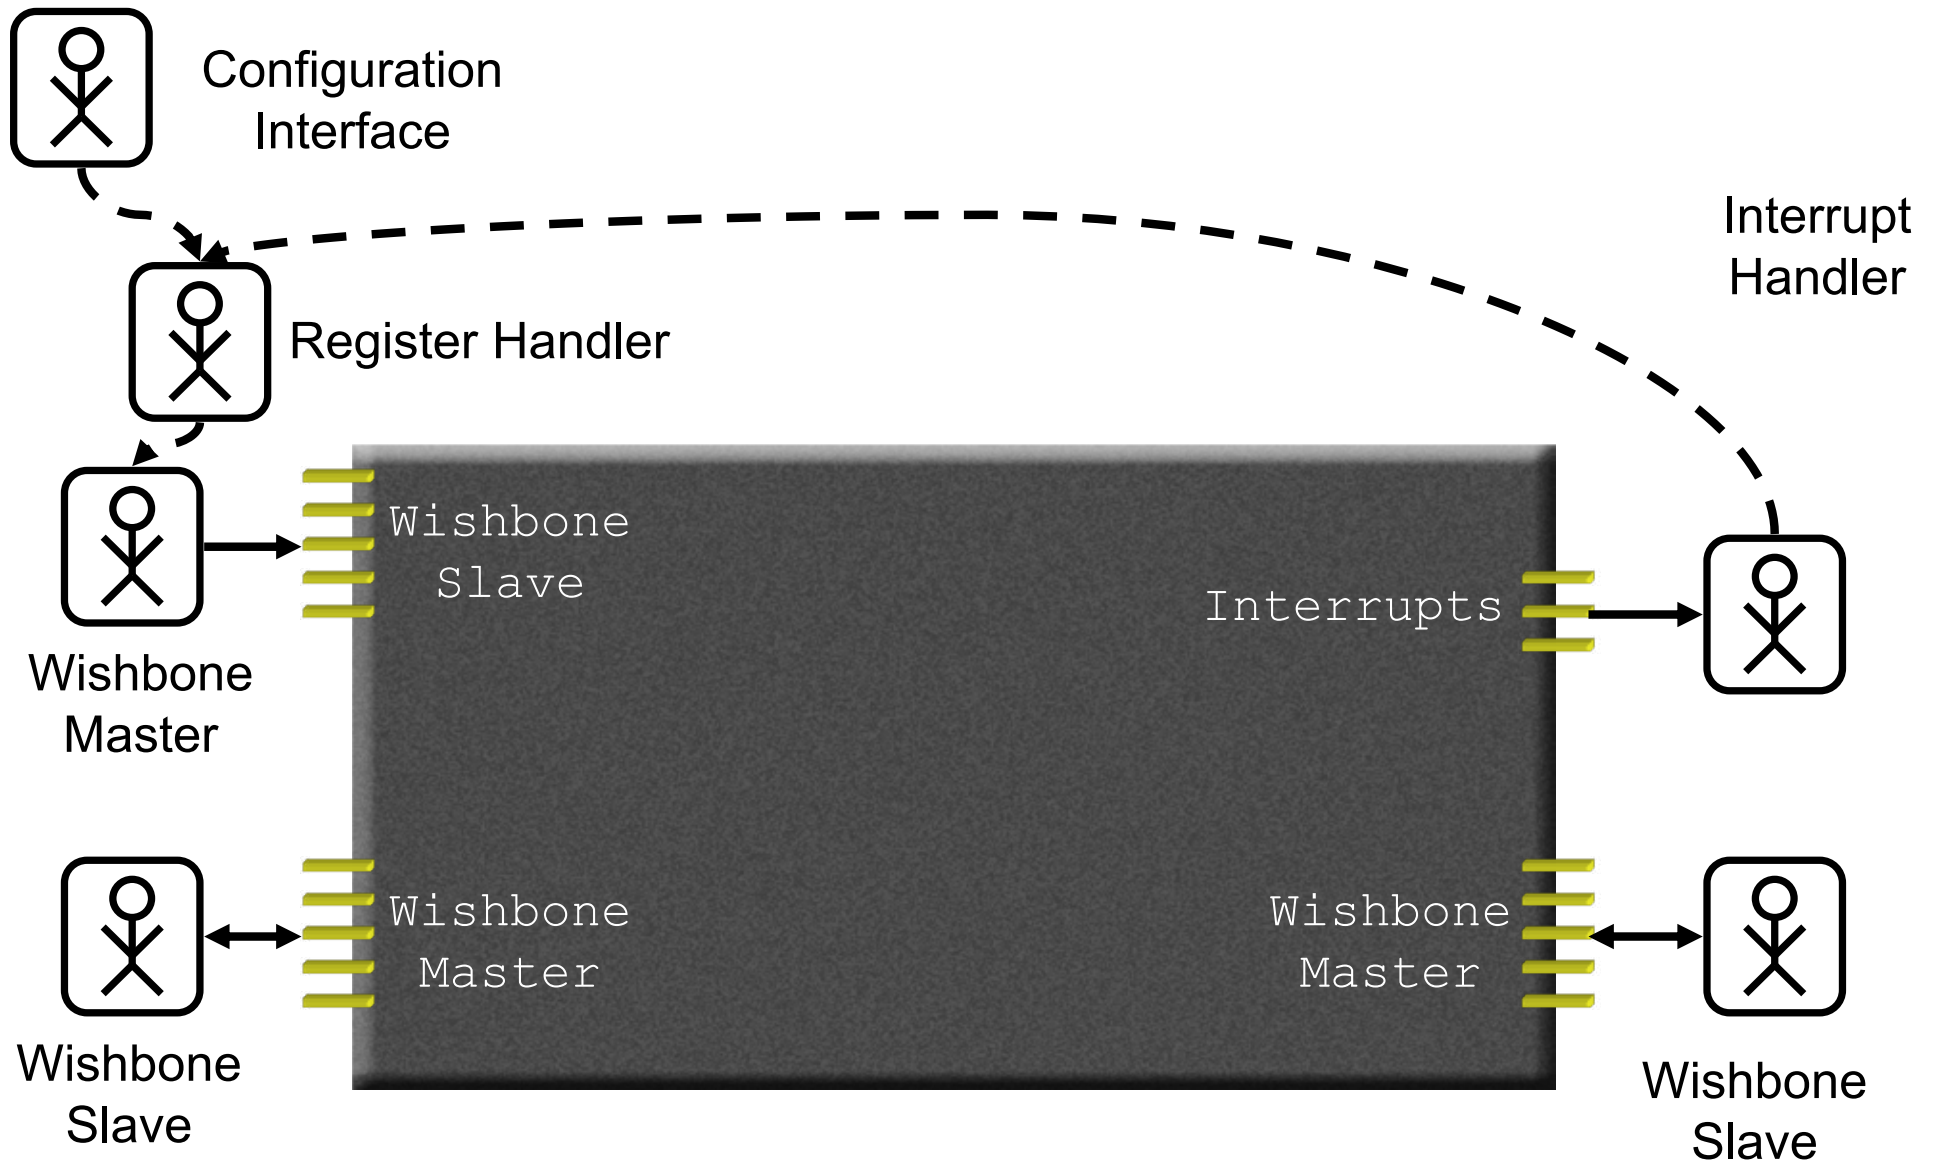 Configuration
Interface
Interrupt
Handler
Register Handler
Wishbone
Slave
Interrupts
Wishbone
Master
Wishbone
Master
Wishbone
Master
Wishbone
Slave
Wishbone
Slave